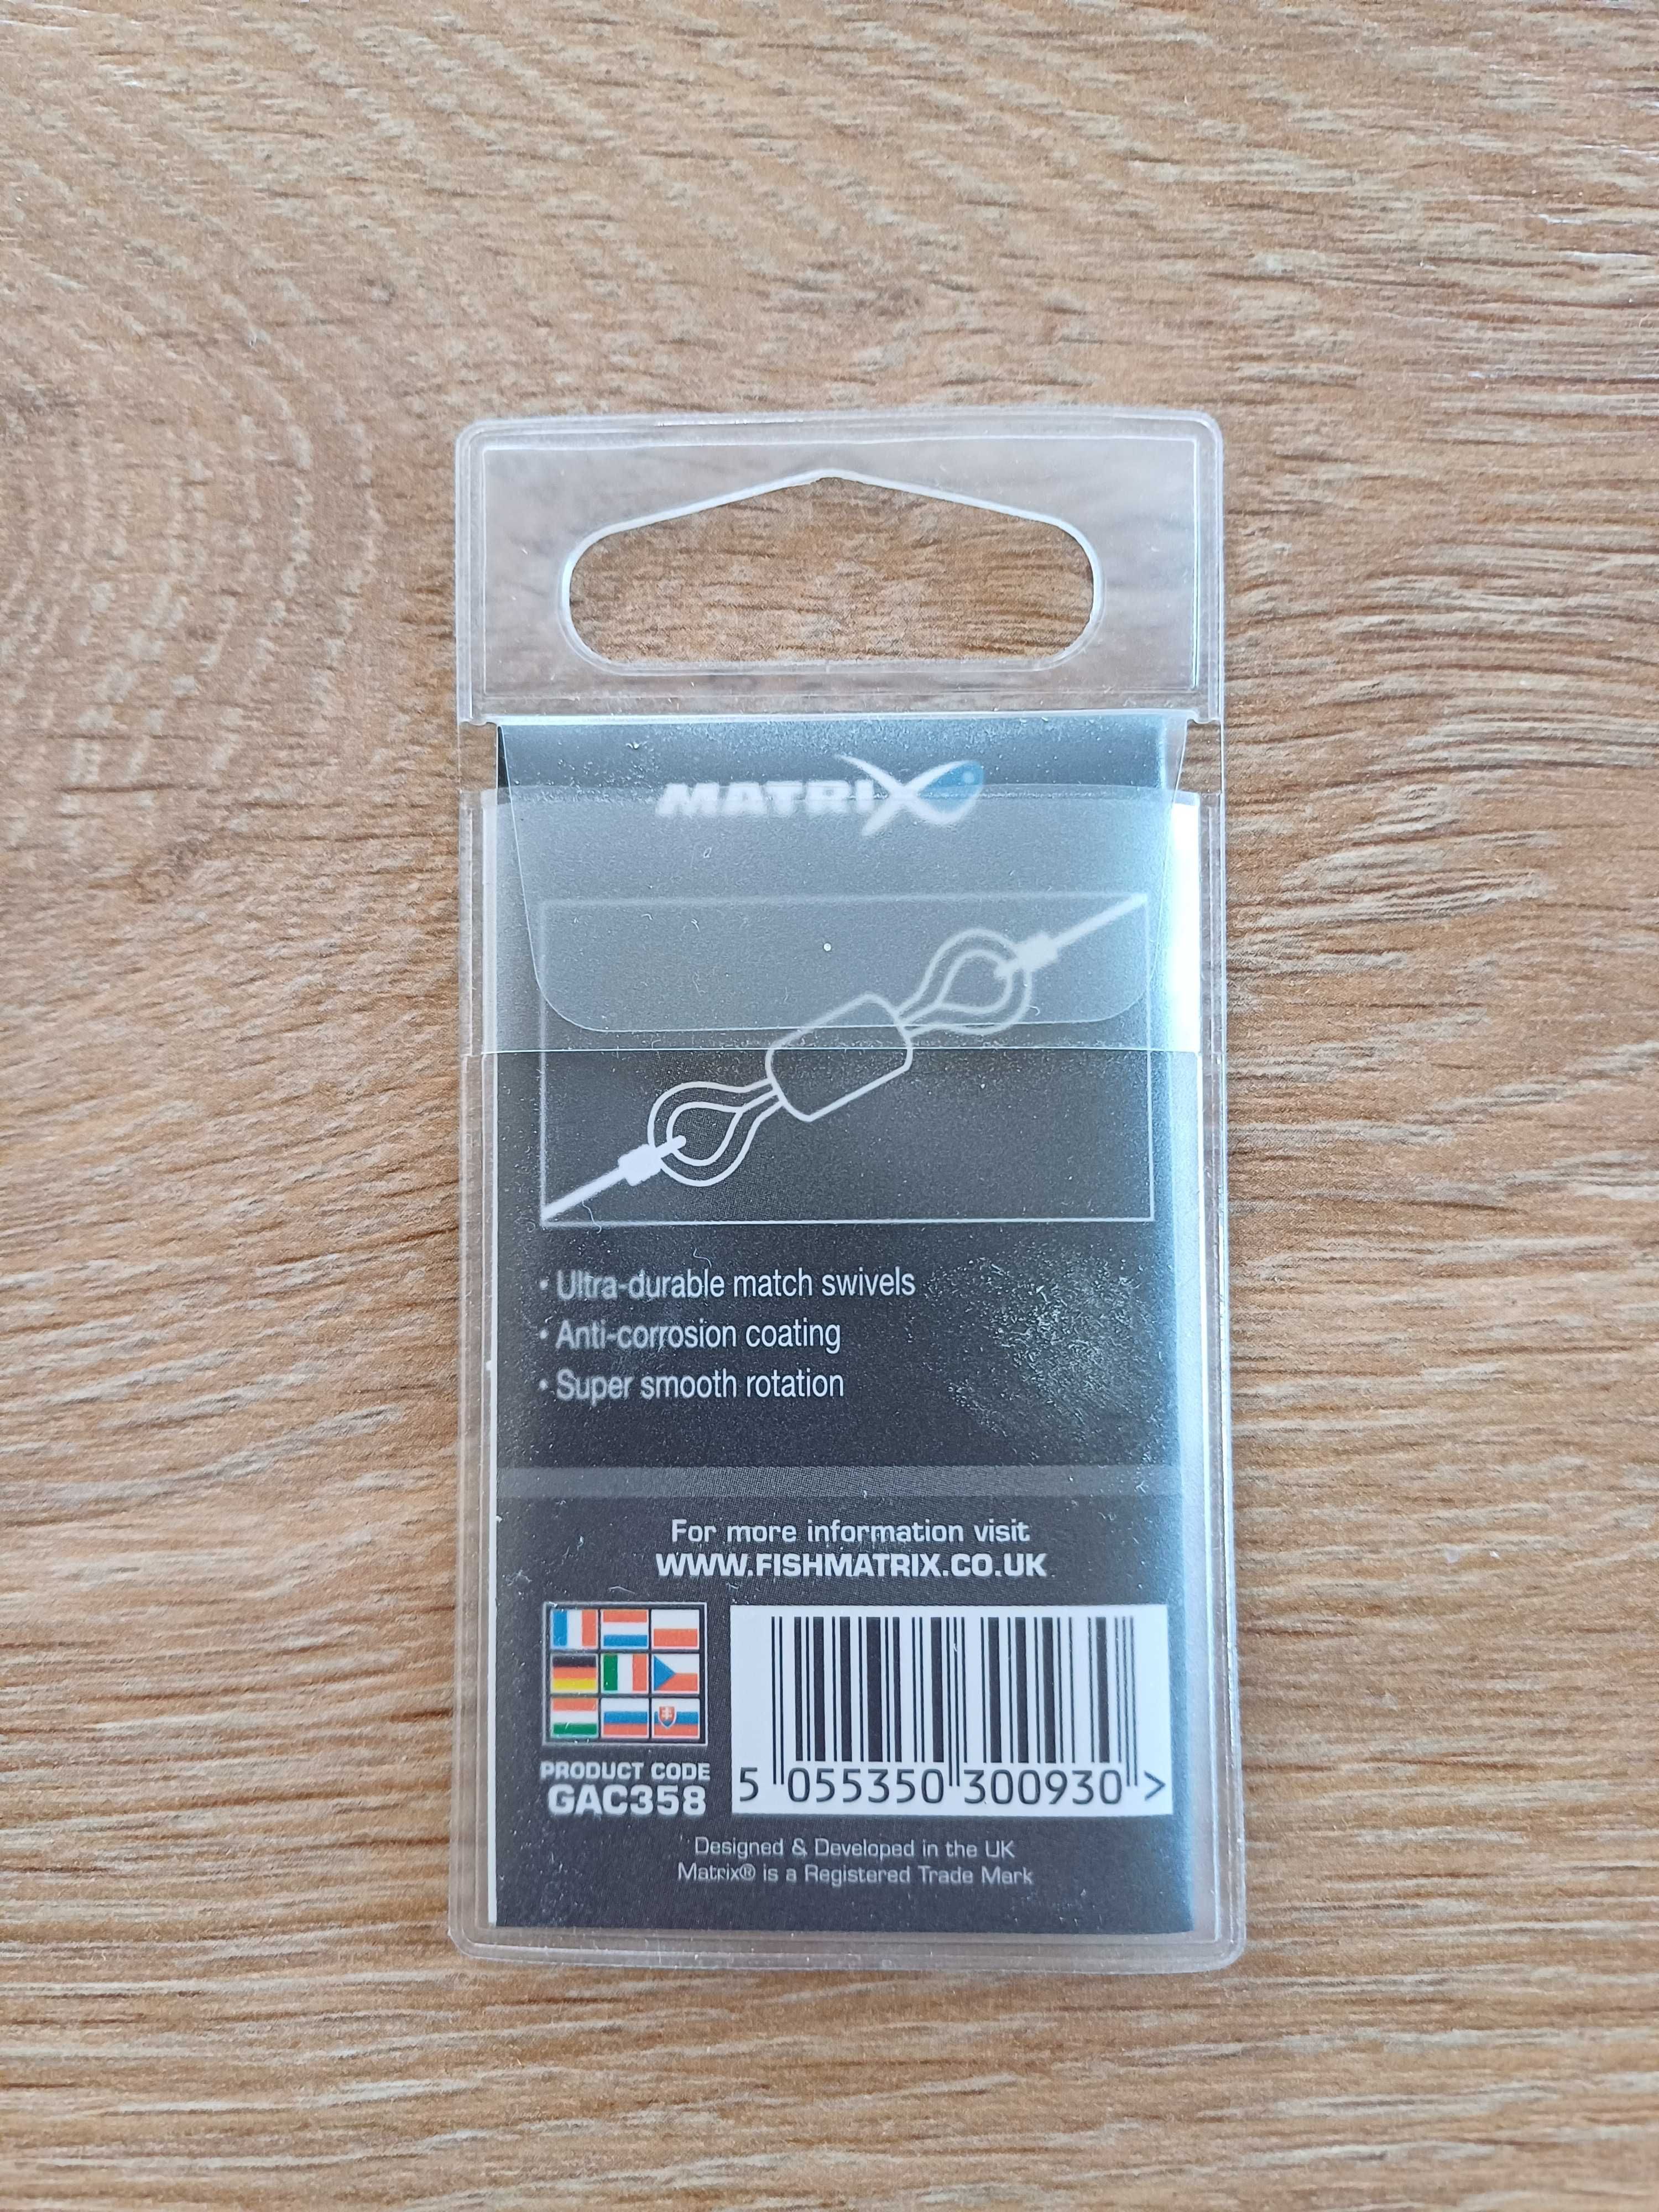 MATRIX
• Ultra-durable match swivels
• Anti-corrosion coating
• Super smooth rotation
For more information visit
WWW.FISHMATRIX.CO.UK
PRODUCT CODE
GAC358
5 055350 300930 >
Designed & Developed in the UK
Matrix® is a Registered Trade Mark